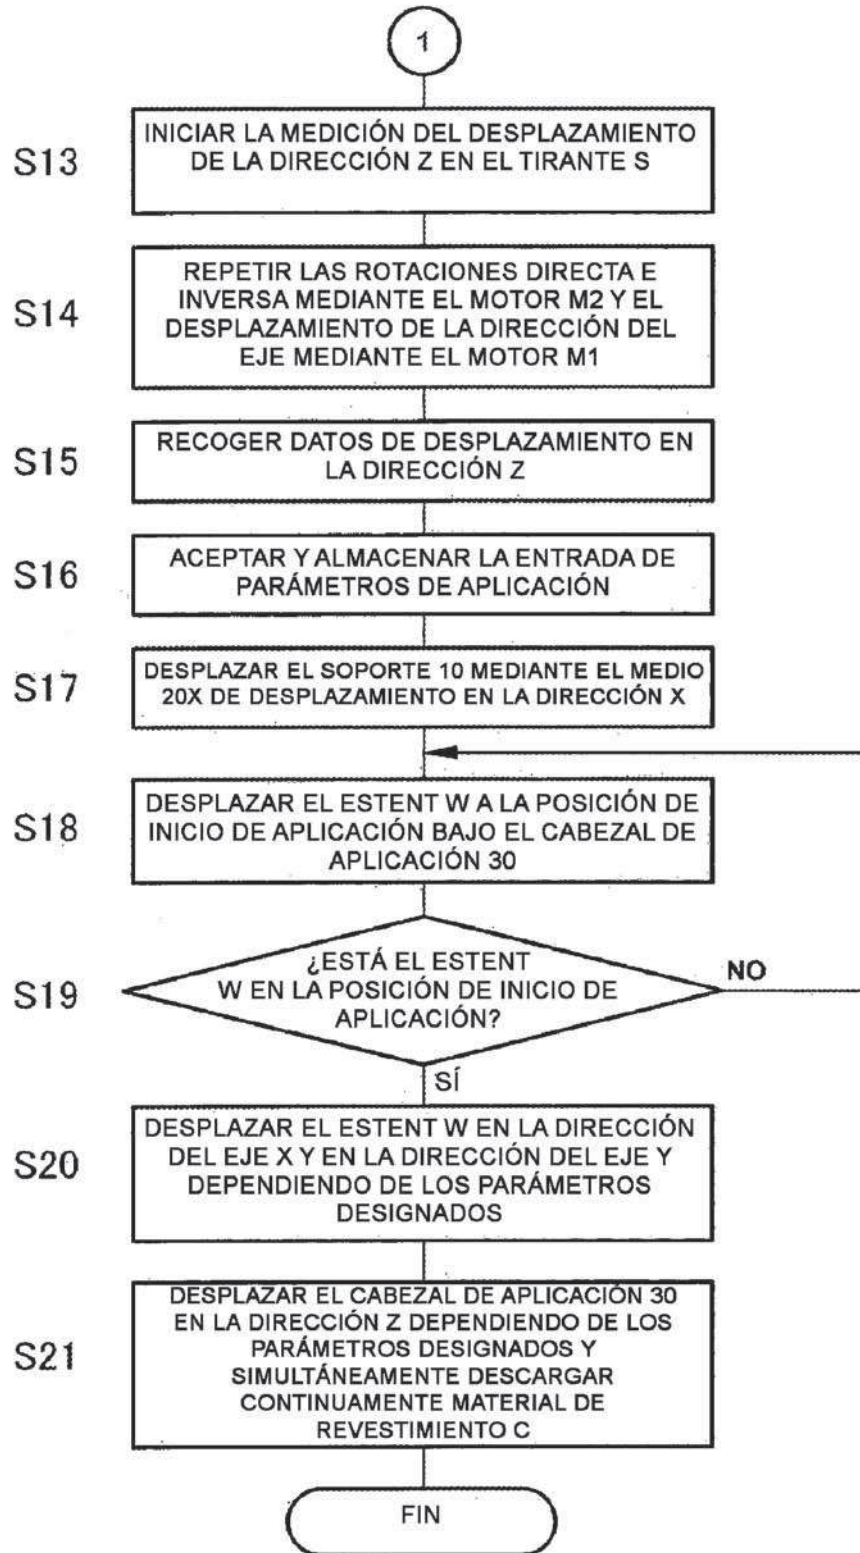 1
S13
INICIAR LA MEDICIÓN DEL DESPLAZAMIENTO
DE LA DIRECCIÓN Z EN EL TIRANTE S
S14
REPETIR LAS ROTACIONES DIRECTA E
INVERSA MEDIANTE EL MOTOR M2 Y EL
DESPLAZAMIENTO DE LA DIRECCIÓN DEL
EJE MEDIANTE EL MOTOR M1
S15
RECOGER DATOS DE DESPLAZAMIENTO EN
LA DIRECCIÓN Z
S16
ACEPTAR Y ALMACENAR LA ENTRADA DE
PARÁMETROS DE APLICACIÓN
S17
DESPLAZAR EL SOPORTE 10 MEDIANTE EL MEDIO
20X DE DESPLAZAMIENTO EN LA DIRECCIÓN X
S18
DESPLAZAR EL ESTENT W A LA POSICIÓN DE
INICIO DE APLICACIÓN BAJO EL CABEZAL DE
APLICACIÓN 30
S19
¿ESTÁ EL ESTENT
W EN LA POSICIÓN DE INICIO DE
APLICACIÓN?
NO
SÍ
S20
DESPLAZAR EL ESTENT W EN LA DIRECCIÓN
DEL EJE X Y EN LA DIRECCIÓN DEL EJE Y
DEPENDIENDO DE LOS PARÁMETROS
DESIGNADOS
S21
DESPLAZAR EL CABEZAL DE APLICACIÓN 30
EN LA DIRECCIÓN Z DEPENDIENDO DE LOS
PARÁMETROS DESIGNADOS Y
SIMULTÁNEAMENTE DESCARGAR
CONTINUAMENTE MATERIAL DE
REVESTIMIENTO C
FIN